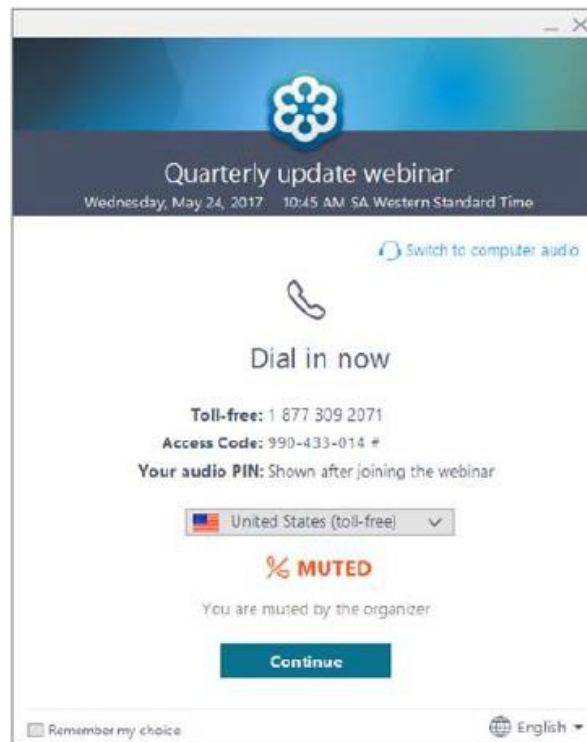 Quarterly update webinar
Wednesday, May 24, 2017 10:45 AM SA Western Standard Time
Switch to computer audio
Dial in now
Toll-free: 1 877 309 2071
Access Code: 990-433-014 #
Your audio PIN: Shown after joining the webinar
United States (toll-free)
MUTED
You are muted by the organizer
Continue
Remember my choice
English